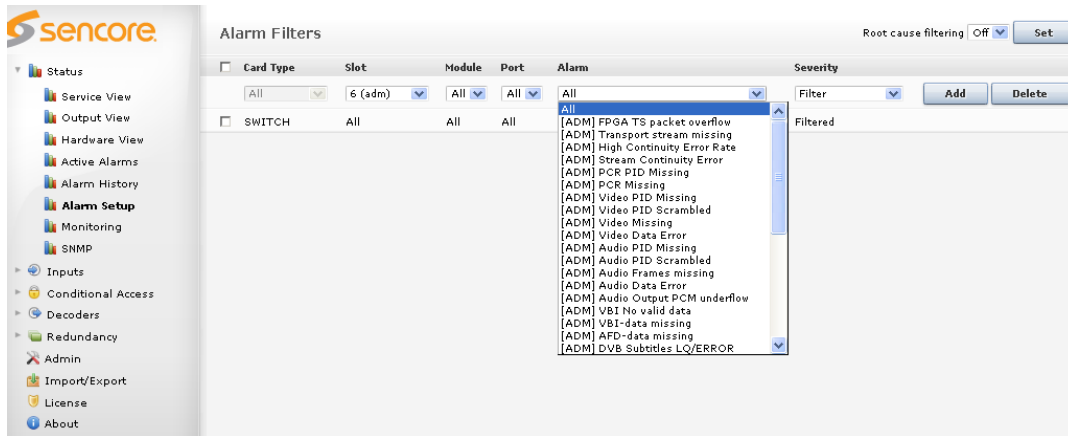 sencore
Status
Service View
Output View
Hardware View
Active Alarms
Alarm History
Alarm Setup
Monitoring
SNMP
Inputs
Conditional Access
Decoders
Redundancy
Admin
Import/Export
License
About
Alarm Filters
Root cause filtering Off Set
Card Type Slot Module Port Alarm Severity
All 6 (adm) All All All Filter Add Delete
SWITCH All All All Filtered
All
[ADM] FPGA TS packet overflow
[ADM] Transport stream missing
[ADM] High Continuity Error Rate
[ADM] Stream Continuity Error
[ADM] PCR PID Missing
[ADM] PCR Missing
[ADM] Video PID Missing
[ADM] Video PID Scrambled
[ADM] Video Missing
[ADM] Video Data Error
[ADM] Audio PID Missing
[ADM] Audio PID Scrambled
[ADM] Audio Frames missing
[ADM] Audio Data Error
[ADM] Audio Output PCM underflow
[ADM] VBI No valid data
[ADM] VBI-data missing
[ADM] AFD-data missing
[ADM] DVB Subtitles LQ/ERROR